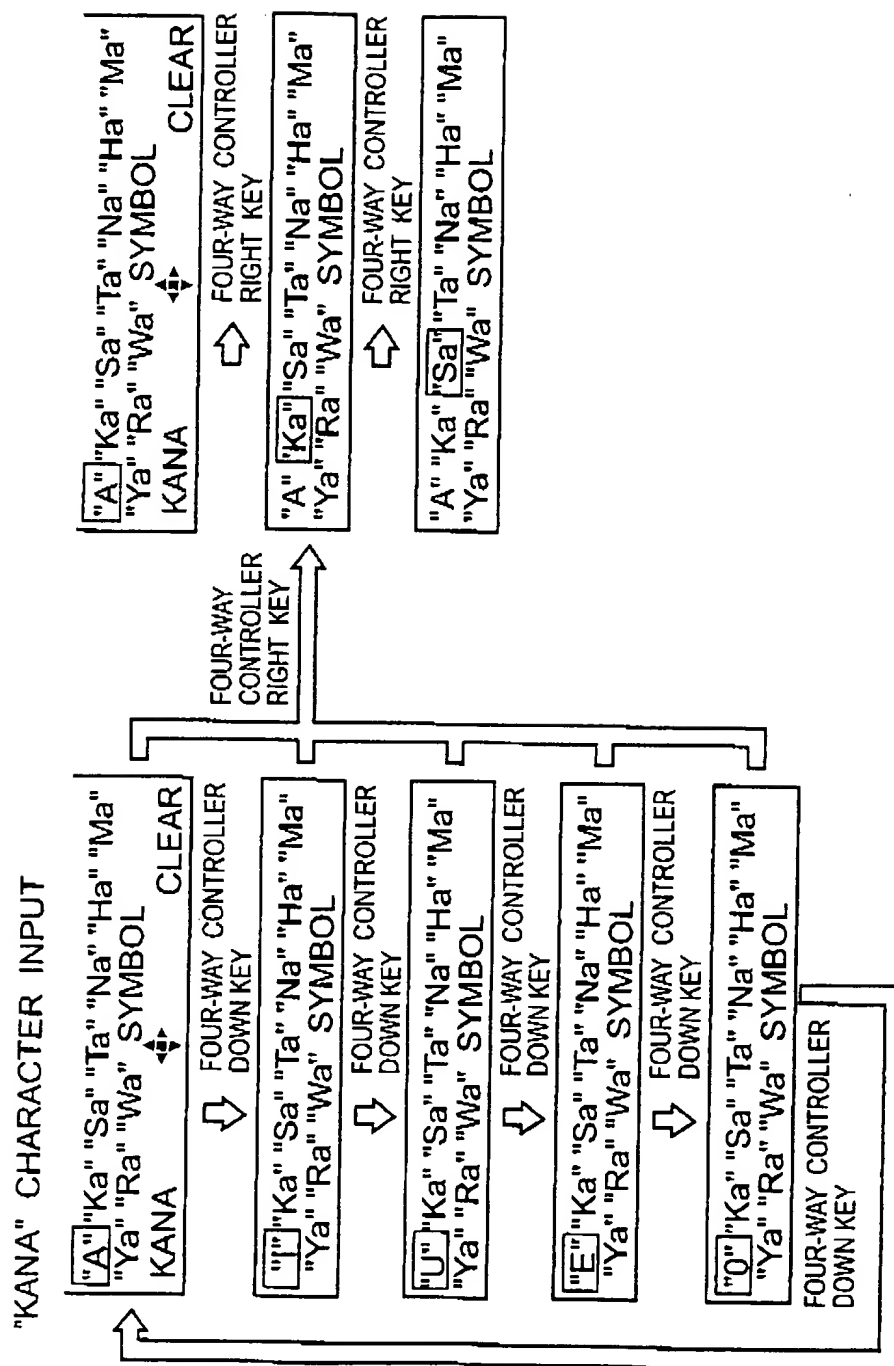 "KANA" CHARACTER INPUT
"A" "Ka" "Sa" "Ta" "Na" "Ha" "Ma"
"Ya" "Ra" "Wa" SYMBOL
KANA CLEAR
FOUR-WAY CONTROLLER
DOWN KEY
"I" "Ka" "Sa" "Ta" "Na" "Ha" "Ma"
"Ya" "Ra" "Wa" SYMBOL
FOUR-WAY CONTROLLER
DOWN KEY
"U" "Ka" "Sa" "Ta" "Na" "Ha" "Ma"
"Ya" "Ra" "Wa" SYMBOL
FOUR-WAY CONTROLLER
DOWN KEY
"E" "Ka" "Sa" "Ta" "Na" "Ha" "Ma"
"Ya" "Ra" "Wa" SYMBOL
FOUR-WAY CONTROLLER
DOWN KEY
"O" "Ka" "Sa" "Ta" "Na" "Ha" "Ma"
"Ya" "Ra" "Wa" SYMBOL
FOUR-WAY CONTROLLER
DOWN KEY
FOUR-WAY
CONTROLLER
RIGHT KEY
"A" "Ka" "Sa" "Ta" "Na" "Ha" "Ma"
"Ya" "Ra" "Wa" SYMBOL
KANA CLEAR
FOUR-WAY CONTROLLER
RIGHT KEY
"A" "Ka" "Sa" "Ta" "Na" "Ha" "Ma"
"Ya" "Ra" "Wa" SYMBOL
FOUR-WAY CONTROLLER
RIGHT KEY
"A" "Ka" "Sa" "Ta" "Na" "Ha" "Ma"
"Ya" "Ra" "Wa" SYMBOL